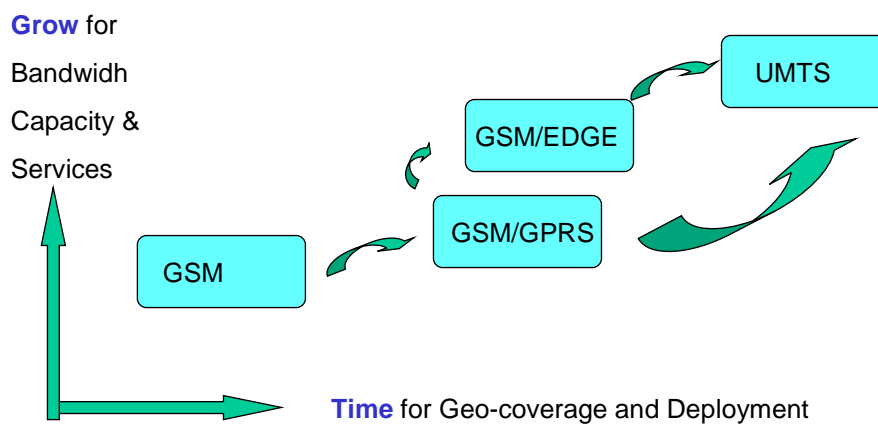 Grow for
Bandwidh
Capacity &
Services
UMTS
GSM/EDGE
GSM/GPRS
GSM
Time for Geo-coverage and Deployment